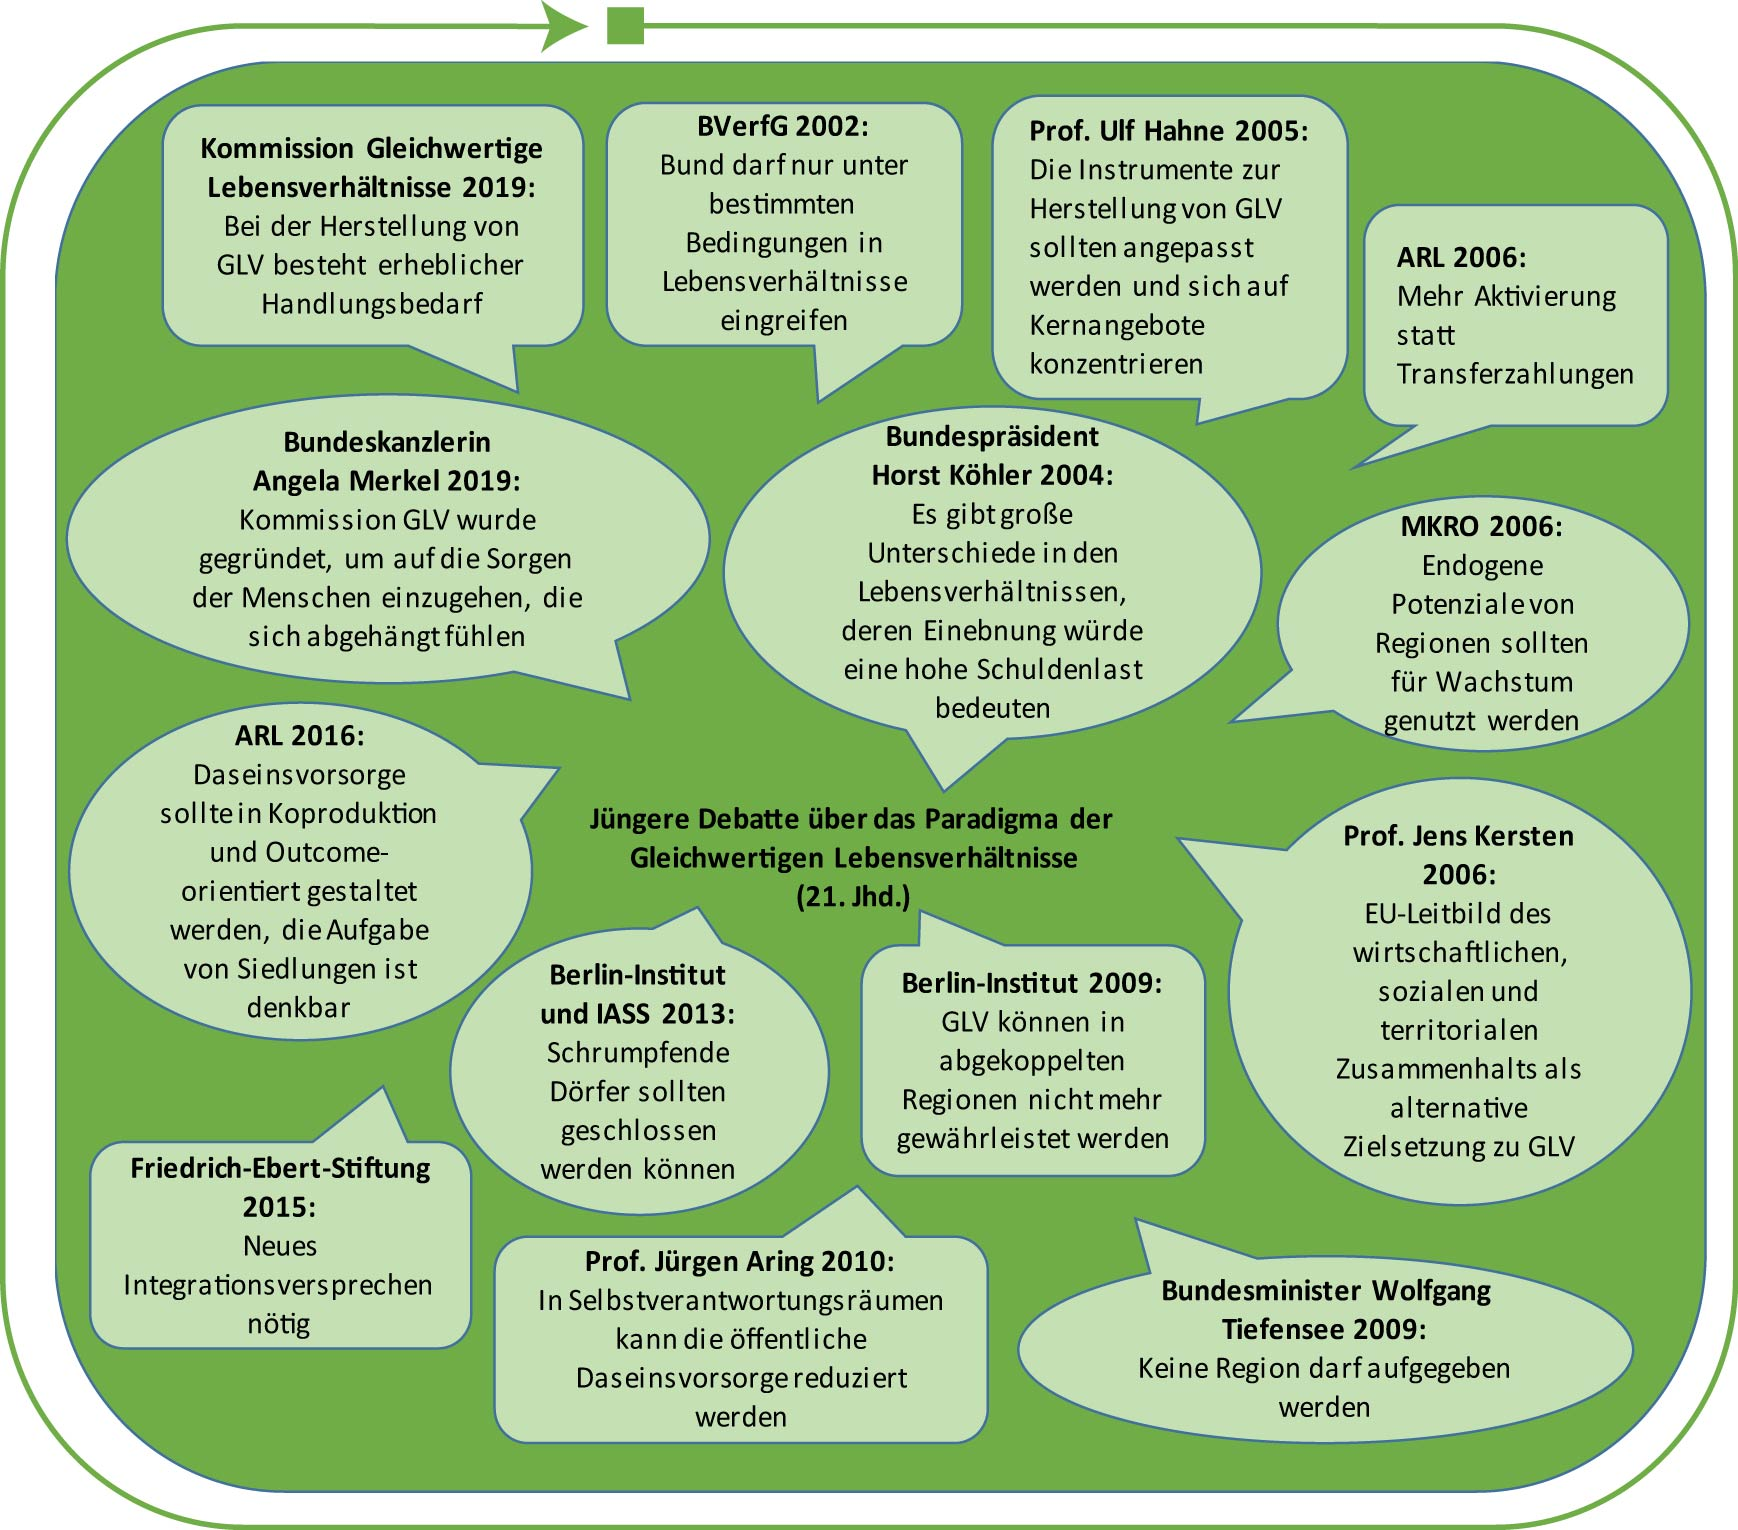 Kommission Gleichwertige
Lebensverhältnisse 2019:
Bei der Herstellung von
GLV besteht erheblicher
Handlungsbedarf
BVerfG 2002:
Bund darf nur unter
bestimmten
Bedingungen in
Lebensverhältnisse
eingreifen
Prof. Ulf Hahne 2005:
Die Instrumente zur
Herstellung von GLV
sollten angepasst
werden und sich auf
Kernangebote
konzentrieren
ARL 2006:
Mehr Aktivierung
statt
Transferzahlungen
Bundeskanzlerin
Angela Merkel 2019:
Kommission GLV wurde
gegründet, um auf die Sorgen
der Menschen einzugehen, die
sich abgehängt fühlen
Bundespräsident
Horst Köhler 2004:
Es gibt große
Unterschiede in den
Lebensverhältnissen,
deren Einebnung würde
eine hohe Schuldenlast
bedeuten
MKRO 2006:
Endogene
Potenziale von
Regionen sollten
für Wachstum
genutzt werden
ARL 2016:
Daseinsvorsorge
sollte in Koproduktion
und Outcome-
orientiert gestaltet
werden, die Aufgabe
von Siedlungen ist
denkbar
Jüngere Debatte über das Paradigma der
Gleichwertigen Lebensverhältnisse
(21. Jhd.)
Prof. Jens Kersten
2006:
EU-Leitbild des
wirtschaftlichen,
sozialen und
territorialen
Zusammenhalts als
alternative
Zielsetzung zu GLV
Berlin-Institut
und IASS 2013:
Schrumpfende
Dörfer sollten
geschlossen
werden können
Berlin-Institut 2009:
GLV können in
abgekoppelten
Regionen nicht mehr
gewährleistet werden
Friedrich-Ebert-Stiftung
2015:
Neues
Integrationsversprechen
nötig
Prof. Jürgen Aring 2010:
In Selbstverantwortungsräumen
kann die öffentliche
Daseinsvorsorge reduziert
werden
Bundesminister Wolfgang
Tiefensee 2009:
Keine Region darf aufgegeben
werden